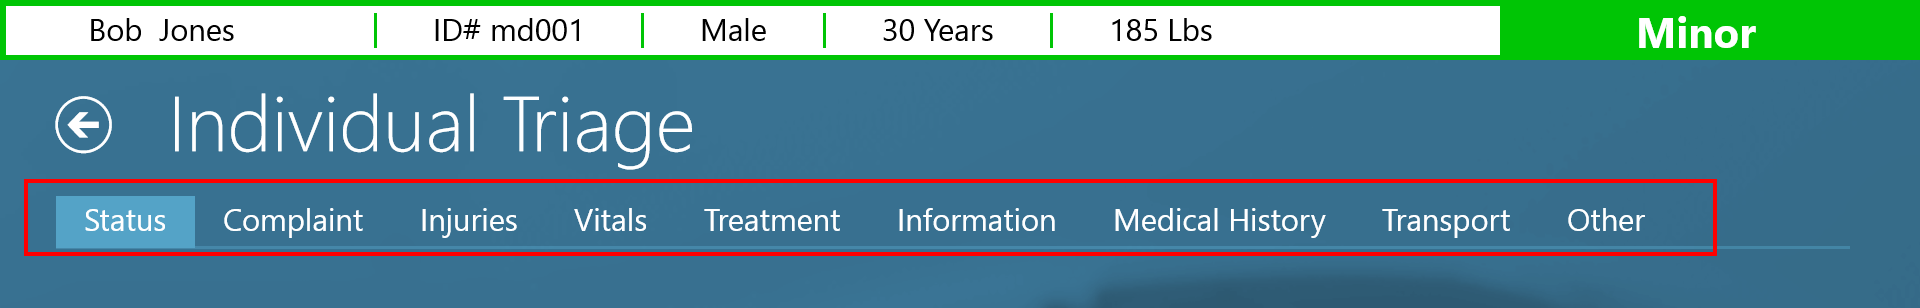 Bob  Jones ID# md001 Male 30 Years 185 Lbs Minor
Individual Triage
Status Complaint Injuries Vitals Treatment Information Medical History Transport Other